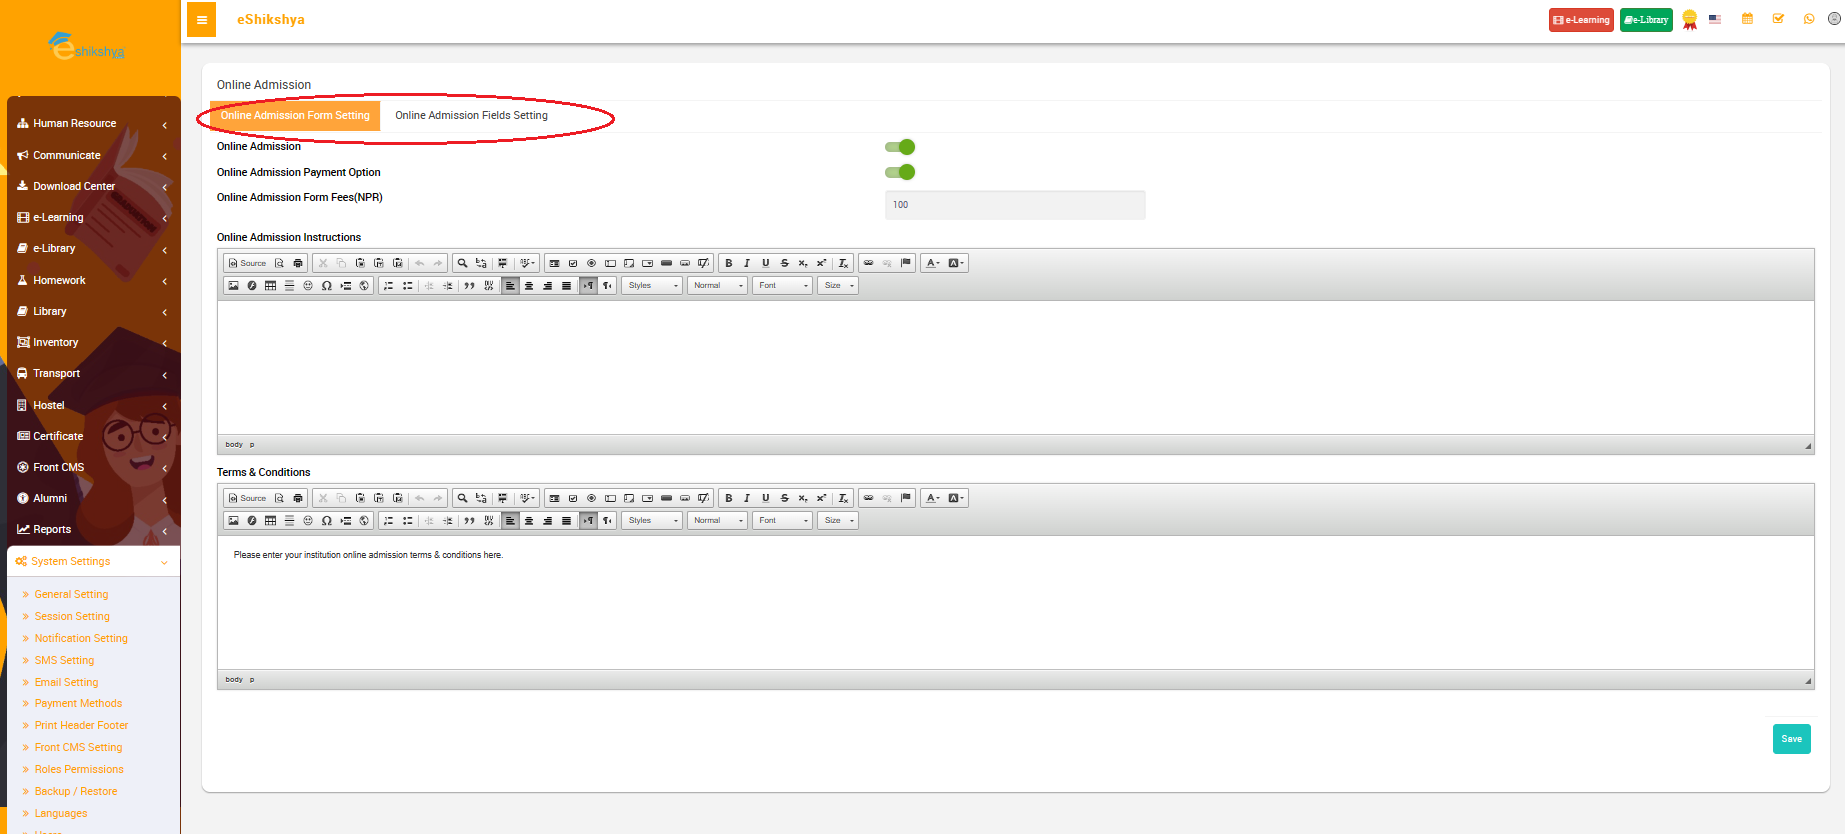 eShikshya
e-Learning
e-Library
eshikshya
Human Resource
Communicate
Download Center
e-Learning
e-Library
Homework
Library
Inventory
Transport
Hostel
Certificate
Front CMS
Alumni
Reports
System Settings
General Setting
Session Setting
Notification Setting
SMS Setting
Email Setting
Payment Methods
Print Header Footer
Front CMS Setting
Roles Permissions
Backup / Restore
Languages
Online Admission
Online Admission Form Setting Online Admission Fields Setting
Online Admission
Online Admission Payment Option
Online Admission Form Fees(NPR) 100
Online Admission Instructions
Source
Styles Normal Font Size
body p
Terms & Conditions
Source
Styles Normal Font Size
Please enter your institution online admission terms & conditions here.
body p
Save